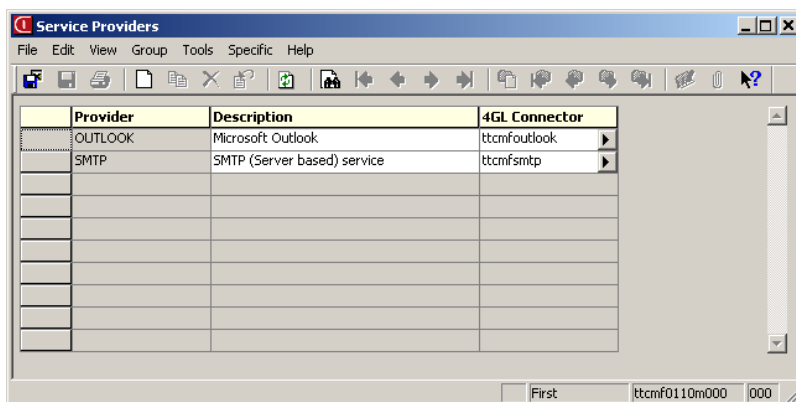 Service Providers
File Edit View Group Tools Specific Help
Provider Description 4GL Connector
OUTLOOK Microsoft Outlook ttcmfoutlook
SMTP SMTP (Server based) service ttcmfsmtp
First ttcmf0110m000 000